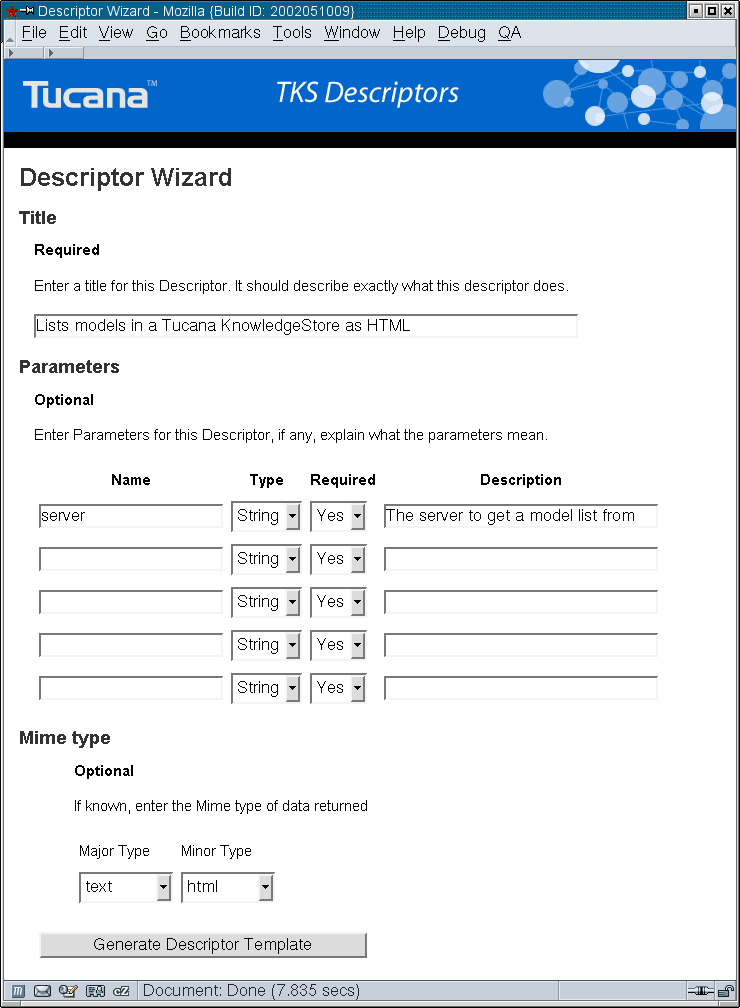 Descriptor Wizard - Mozilla {Build ID: 2002051009}
File Edit View Go Bookmarks Tools Window Help Debug QA
Tucana™ TKS Descriptors
Descriptor Wizard
Title
Required
Enter a title for this Descriptor. It should describe exactly what this descriptor does.
Lists models in a Tucana KnowledgeStore as HTML
Parameters
Optional
Enter Parameters for this Descriptor, if any, explain what the parameters mean.
Name Type Required Description
server String Yes The server to get a model list from
String Yes
String Yes
String Yes
String Yes
Mime type
Optional
If known, enter the Mime type of data returned
Major Type Minor Type
text html
Generate Descriptor Template
Document: Done (7.835 secs)